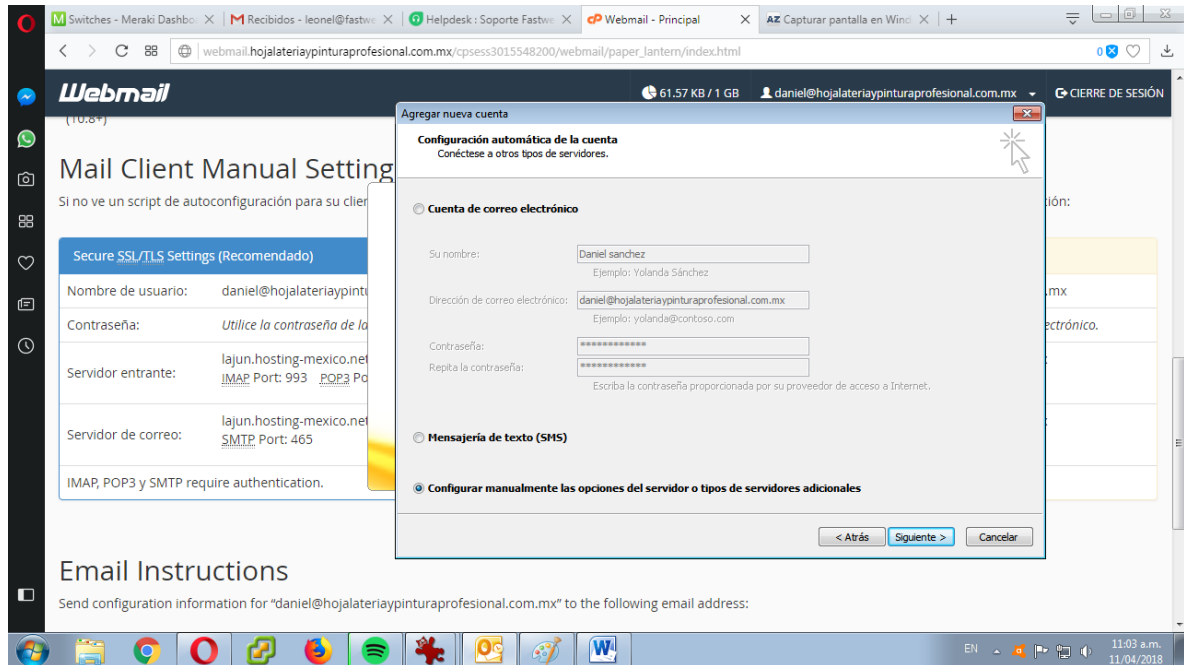 Switches - Meraki Dashbo
Recibidos - leonel@fastwe
Helpdesk : Soporte Fastwe
Webmail - Principal
Capturar pantalla en Wind
webmail.hojalateriaypinturaprofesional.com.mx/cpsess3015548200/webmail/paper_lantern/index.html
0
Webmail
61.57 KB / 1 GB
daniel@hojalateriaypinturaprofesional.com.mx
CIERRE DE SESIÓN
(10.8+)
Mail Client Manual Setting
Si no ve un script de autoconfiguración para su clier
ión:
Secure SSL/TLS Settings (Recomendado)
Nombre de usuario: daniel@hojalateriaypintu
.mx
Contraseña: Utilice la contraseña de la
ectrónico.
Servidor entrante: lajun.hosting-mexico.net
IMAP Port: 993 POP3 Po
Servidor de correo: lajun.hosting-mexico.net
SMTP Port: 465
IMAP, POP3 y SMTP require authentication.
Email Instructions
Send configuration information for “daniel@hojalateriaypinturaprofesional.com.mx” to the following email address:
Agregar nueva cuenta
Configuración automática de la cuenta
Conéctese a otros tipos de servidores.
Cuenta de correo electrónico
Su nombre: Daniel sanchez
Ejemplo: Yolanda Sánchez
Dirección de correo electrónico: daniel@hojalateriaypinturaprofesional.com.mx
Ejemplo: yolanda@contoso.com
Contraseña: ************
Repita la contraseña: ************
Escriba la contraseña proporcionada por su proveedor de acceso a Internet.
Mensajería de texto (SMS)
Configurar manualmente las opciones del servidor o tipos de servidores adicionales
< Atrás
Siguiente >
Cancelar
EN
11:03 a.m.
11/04/2018